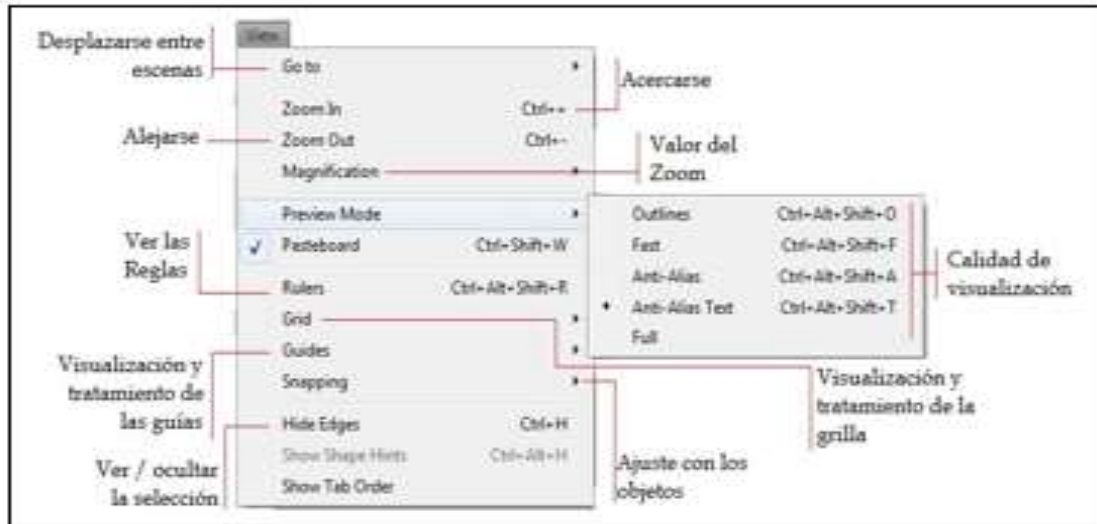 View
Desplazarse entre
escenas
Go to
Acercarse
Zoom In Ctrl++
Alejarse
Zoom Out Ctrl+-
Valor del
Zoom
Magnification
Preview Mode
Outlines Ctrl+Alt+Shift+O
Fast Ctrl+Alt+Shift+F
Anti-Alias Ctrl+Alt+Shift+A
Anti-Alias Text Ctrl+Alt+Shift+T
Full
Calidad de
visualización
Ver las
Reglas
Pasteboard Ctrl+Shift+W
Rulers Ctrl+Alt+Shift+R
Grid
Guides
Snapping
Visualización y
tratamiento de
las guías
Visualización y
tratamiento de la
grilla
Hide Edges Ctrl+H
Show Shape Hints Ctrl+Alt+H
Show Tab Order
Ver / ocultar
la selección
Ajuste con los
objetos